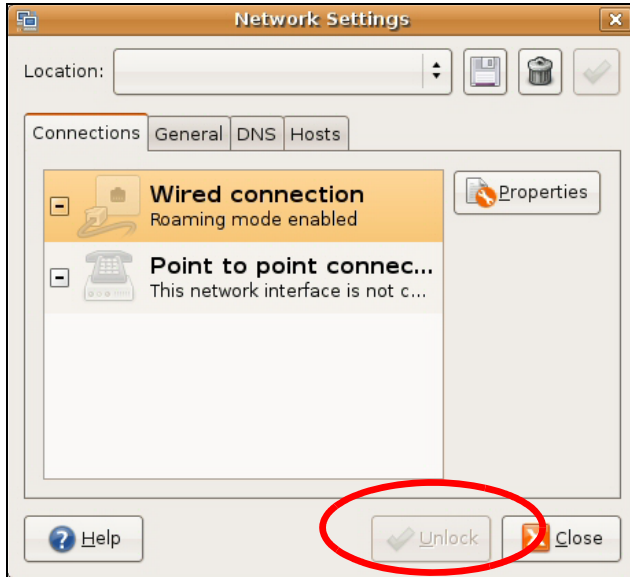 Network Settings
Location:
Connections General DNS Hosts
Wired connection
Roaming mode enabled
Properties
Point to point connec...
This network interface is not c...
Help Unlock Close